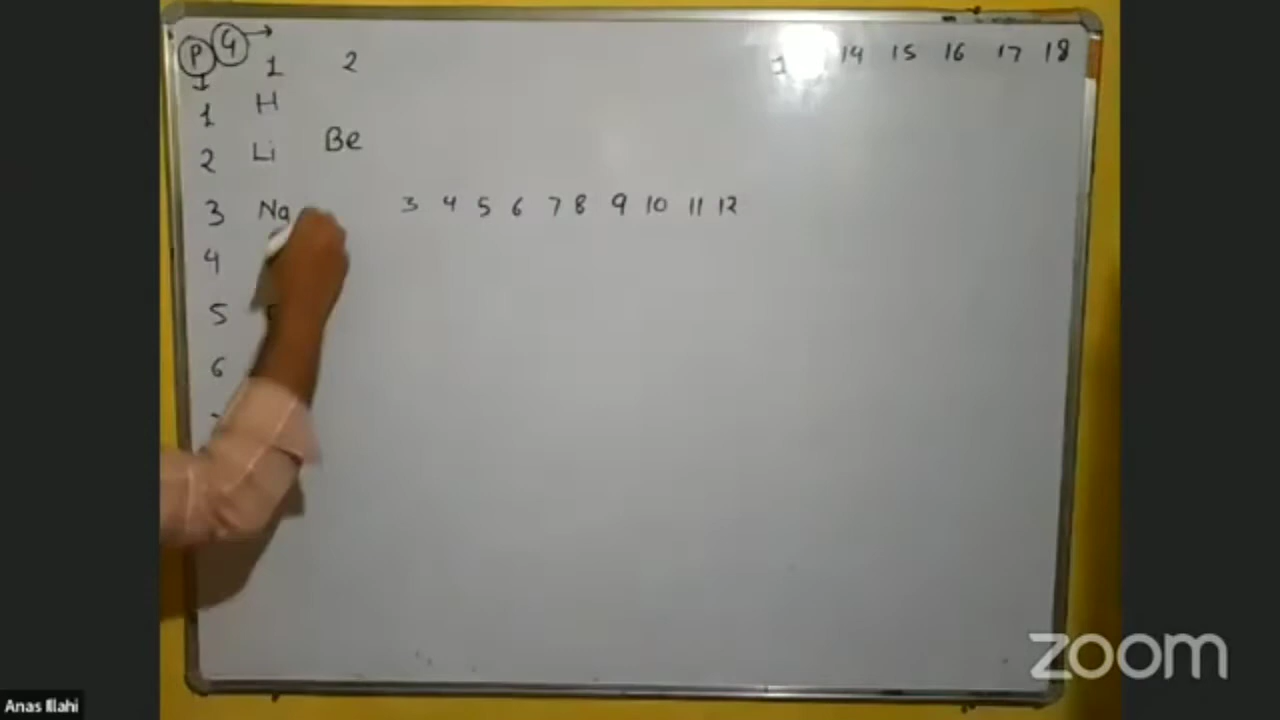 P G → 1 2 14 15 16 17 18
1 H
2 Li Be
3 Na 3 4 5 6 7 8 9 10 11 12
4
5
6
zoom
Anas Illahi